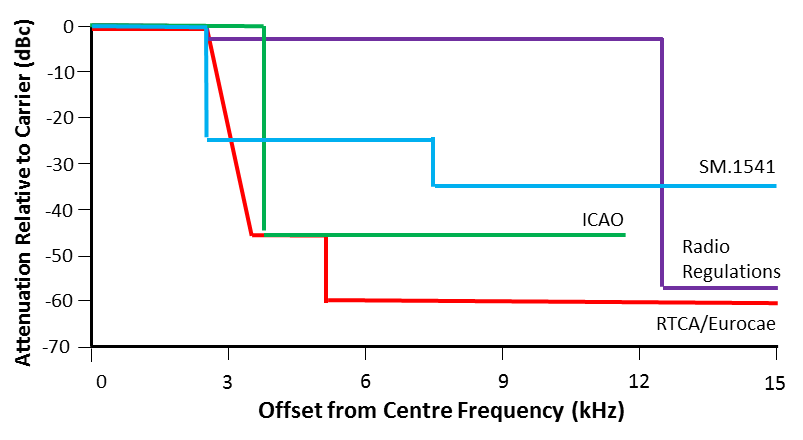 Attenuation Relative to Carrier (dBc)
0
-10
-20
-30
-40
-50
-60
-70
SM.1541
ICAO
Radio
Regulations
RTCA/Eurocae
0 3 6 9 12 15
Offset from Centre Frequency (kHz)